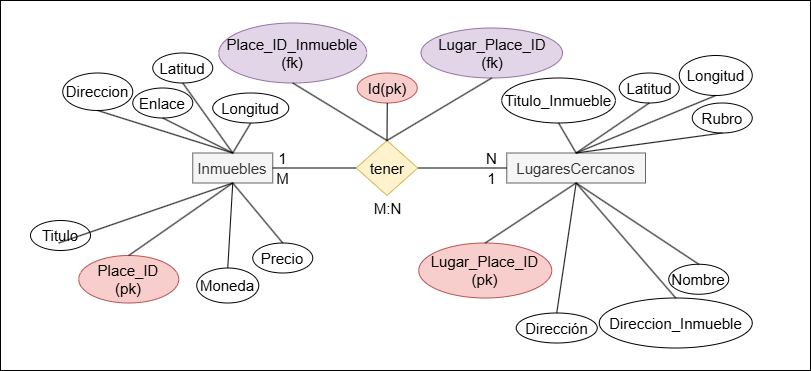 Place_ID_Inmueble
(fk)
Lugar_Place_ID
(fk)
Latitud
Direccion
Enlace
Longitud
Id(pk)
Titulo_Inmueble
Latitud
Longitud
Rubro
Inmuebles
1
M
tener
M:N
N
1
LugaresCercanos
Titulo
Place_ID
(pk)
Moneda
Precio
Lugar_Place_ID
(pk)
Dirección
Direccion_Inmueble
Nombre